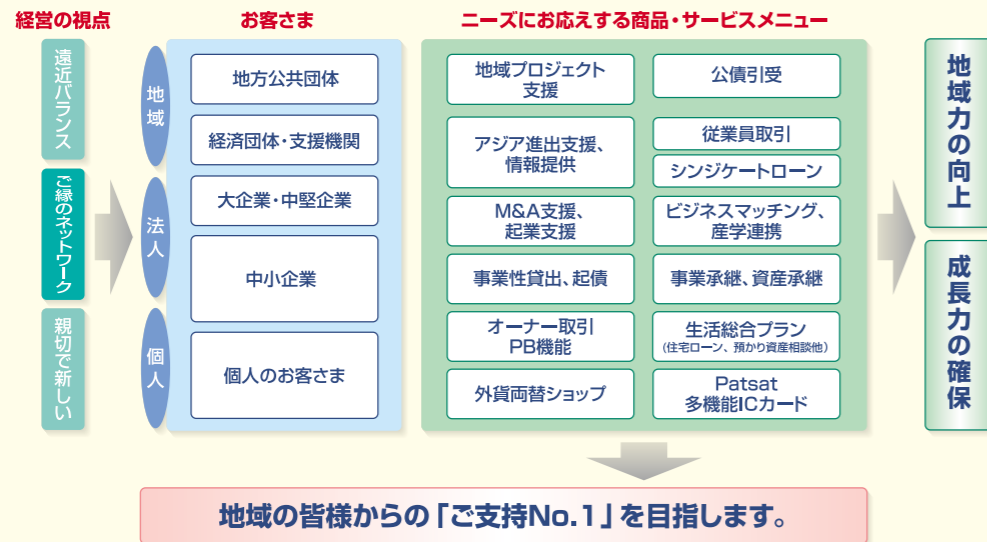 経営の視点
お客さま
ニーズにお応えする商品・サービスメニュー
遠近バランス
ご縁のネットワーク
親切で新しい
地域
地方公共団体
経済団体・支援機関
法人
大企業・中堅企業
中小企業
個人
個人のお客さま
地域プロジェクト
支援
公債引受
アジア進出支援、
情報提供
従業員取引
シンジケートローン
M&A支援、
起業支援
ビジネスマッチング、
産学連携
事業性貸出、起債
事業承継、資産承継
オーナー取引
PB機能
生活総合プラン
(住宅ローン、預かり資産相談他)
外貨両替ショップ
Patsat
多機能ICカード
地域力の向上
成長力の確保
地域の皆様からの「ご支持No.1」を目指します。